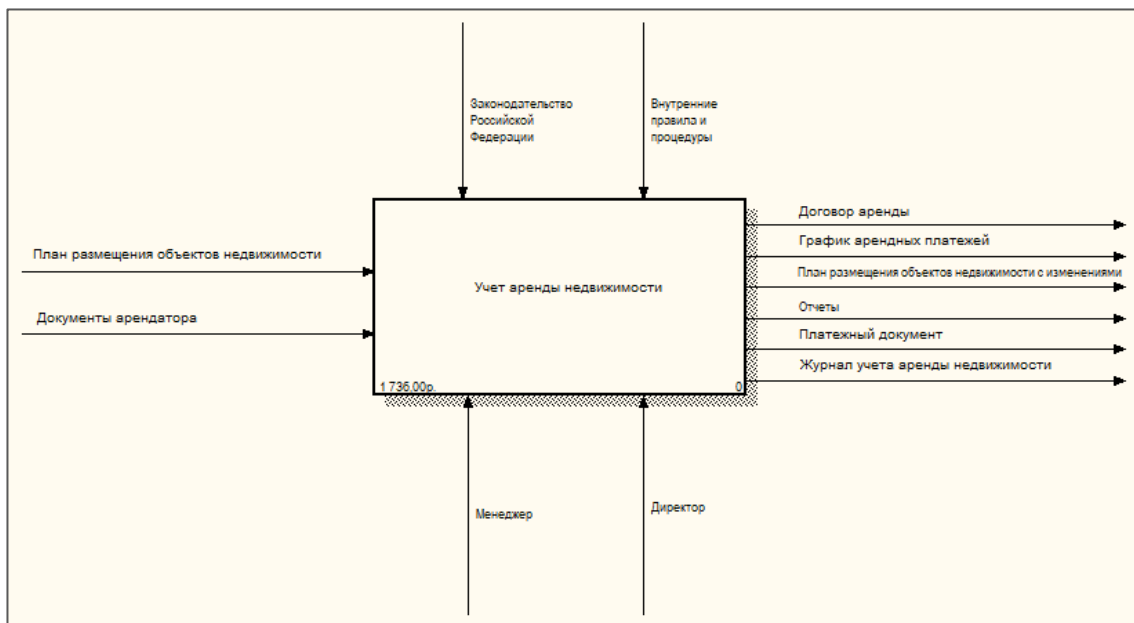 Законодательство
Российской
Федерации
Внутренние
правила и
процедуры
План размещения объектов недвижимости
Документы арендатора
Учет аренды недвижимости
1 736,00р.
0
Договор аренды
График арендных платежей
План размещения объектов недвижимости с изменениями
Отчеты
Платежный документ
Журнал учета аренды недвижимости
Менеджер
Директор